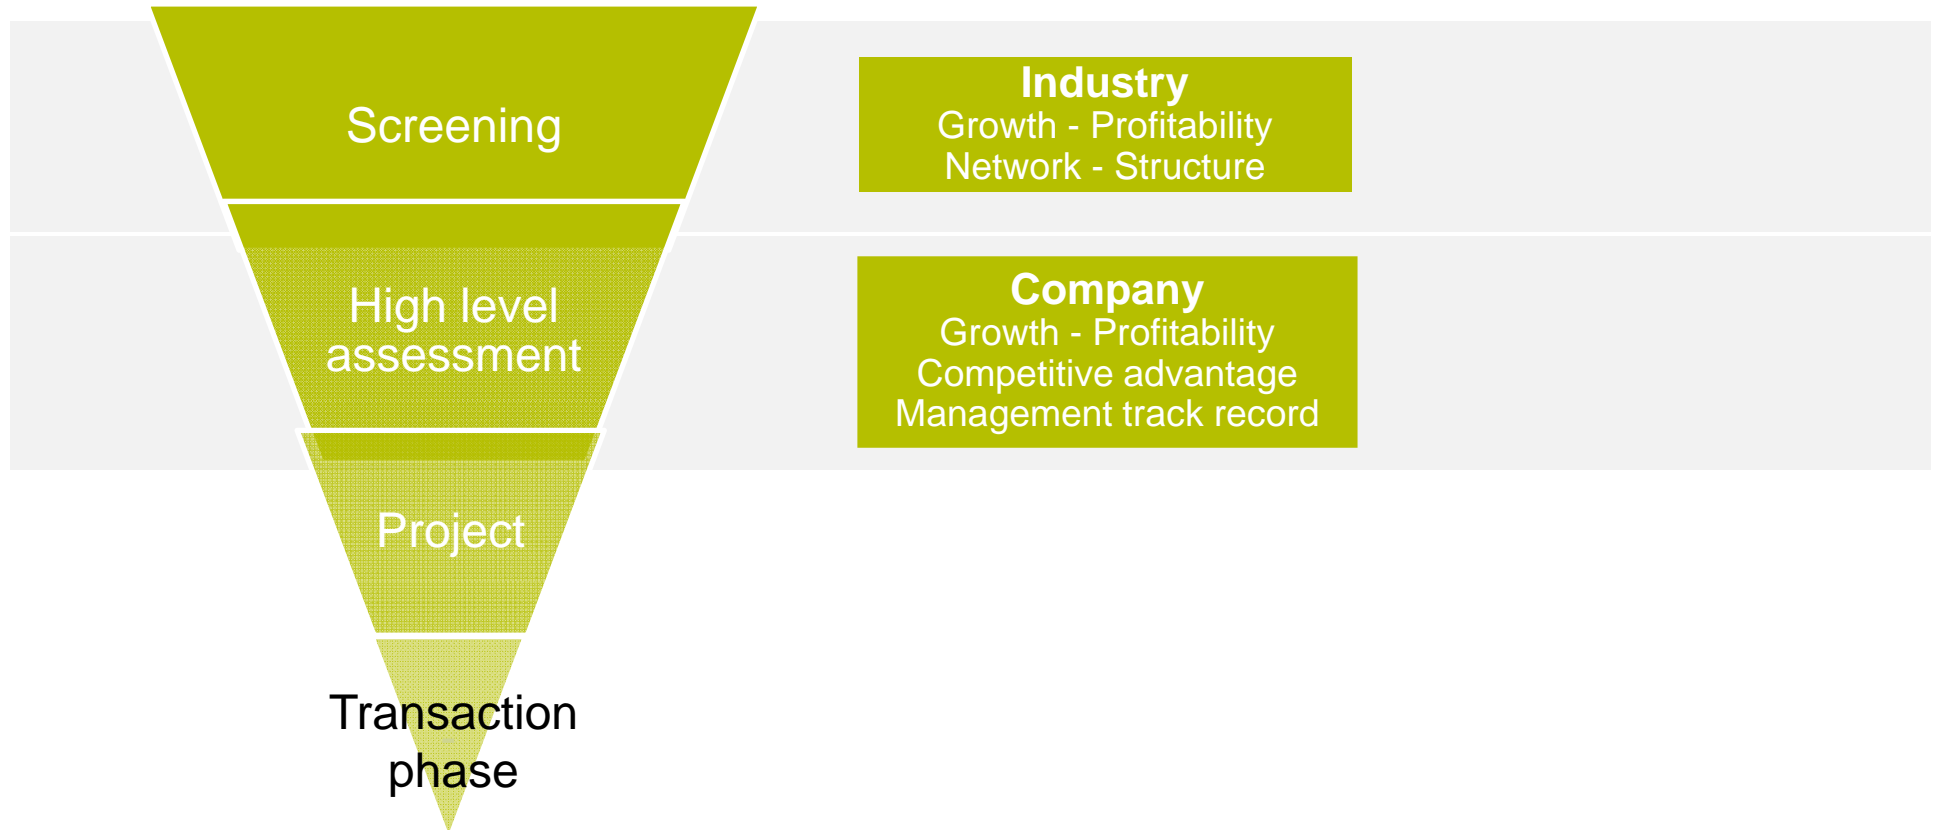 Screening
Industry
Growth - Profitability
Network - Structure
High level
assessment
Company
Growth - Profitability
Competitive advantage
Management track record
Project
Transaction
phase